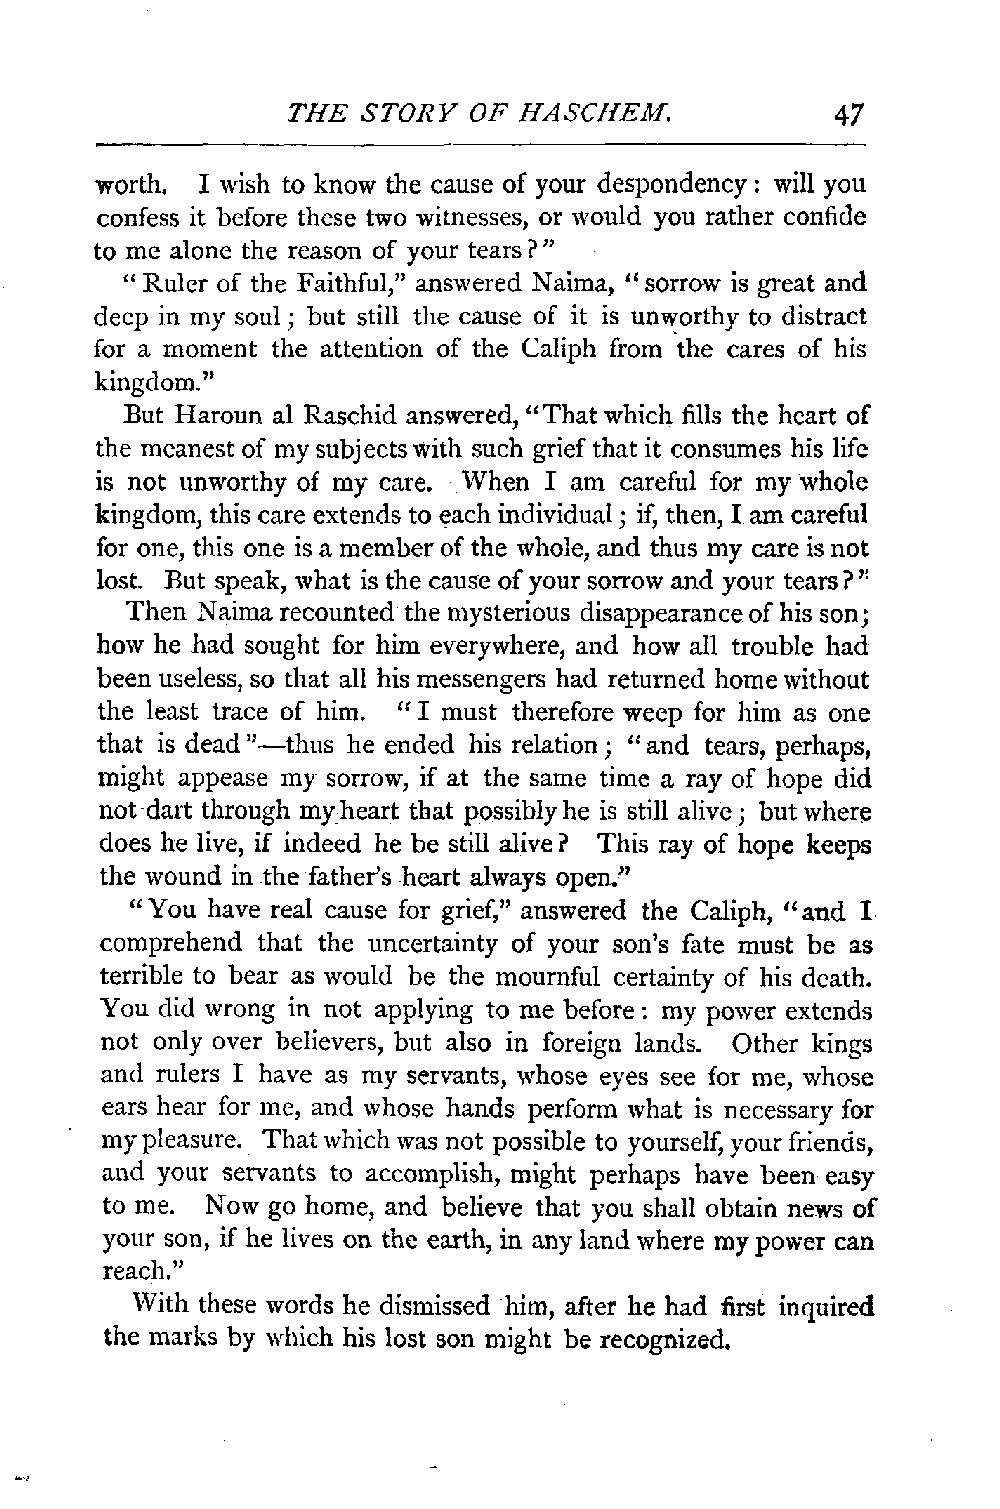 THE STORY OF HASCHEM. 47
worth. I wish to know the cause of your despondency: will you
confess it before these two witnesses, or would you rather confide
to me alone the reason of your tears?"
"Ruler of the Faithful," answered Naima, "sorrow is great and
deep in my soul; but still the cause of it is unworthy to distract
for a moment the attention of the Caliph from the cares of his
kingdom."
But Haroun al Raschid answered, "That which fills the heart of
the meanest of my subjects with such grief that it consumes his life
is not unworthy of my care. When I am careful for my whole
kingdom, this care extends to each individual; if, then, I am careful
for one, this one is a member of the whole, and thus my care is not
lost. But speak, what is the cause of your sorrow and your tears?"
Then Naima recounted the mysterious disappearance of his son;
how he had sought for him everywhere, and how all trouble had
been useless, so that all his messengers had returned home without
the least trace of him. "I must therefore weep for him as one
that is dead"—thus he ended his relation; "and tears, perhaps,
might appease my sorrow, if at the same time a ray of hope did
not dart through my heart that possibly he is still alive; but where
does he live, if indeed he be still alive? This ray of hope keeps
the wound in the father's heart always open."
"You have real cause for grief," answered the Caliph, "and I
comprehend that the uncertainty of your son's fate must be as
terrible to bear as would be the mournful certainty of his death.
You did wrong in not applying to me before: my power extends
not only over believers, but also in foreign lands. Other kings
and rulers I have as my servants, whose eyes see for me, whose
ears hear for me, and whose hands perform what is necessary for
my pleasure. That which was not possible to yourself, your friends,
and your servants to accomplish, might perhaps have been easy
to me. Now go home, and believe that you shall obtain news of
your son, if he lives on the earth, in any land where my power can
reach."
With these words he dismissed him, after he had first inquired
the marks by which his lost son might be recognized.